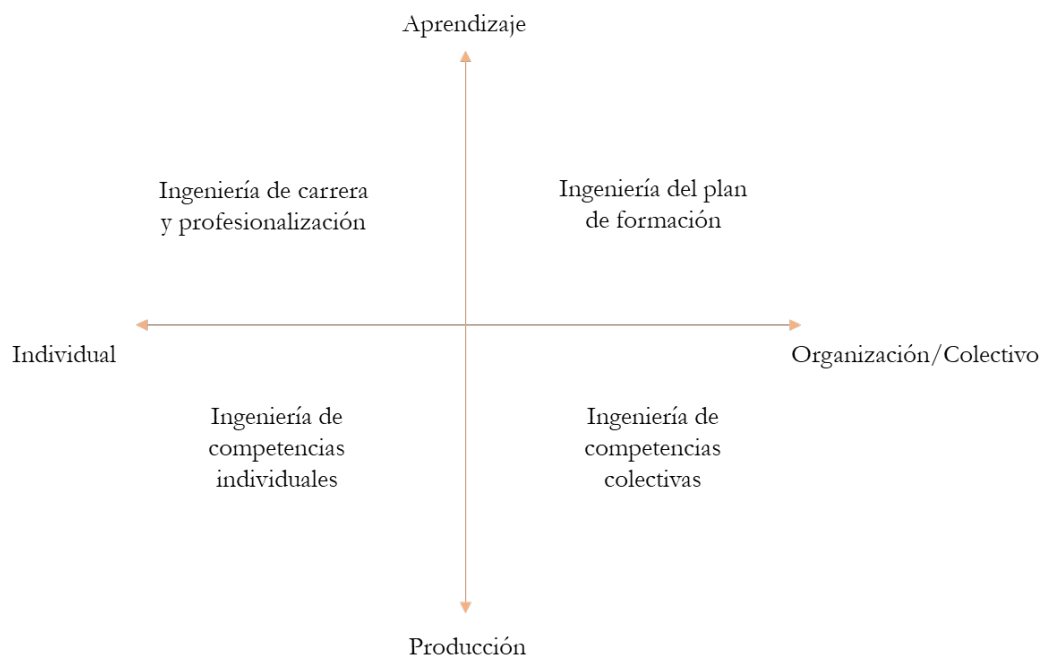 Aprendizaje
Ingeniería de carrera
y profesionalización
Ingeniería del plan
de formación
Individual
Organización/Colectivo
Ingeniería de
competencias
individuales
Ingeniería de
competencias
colectivas
Producción